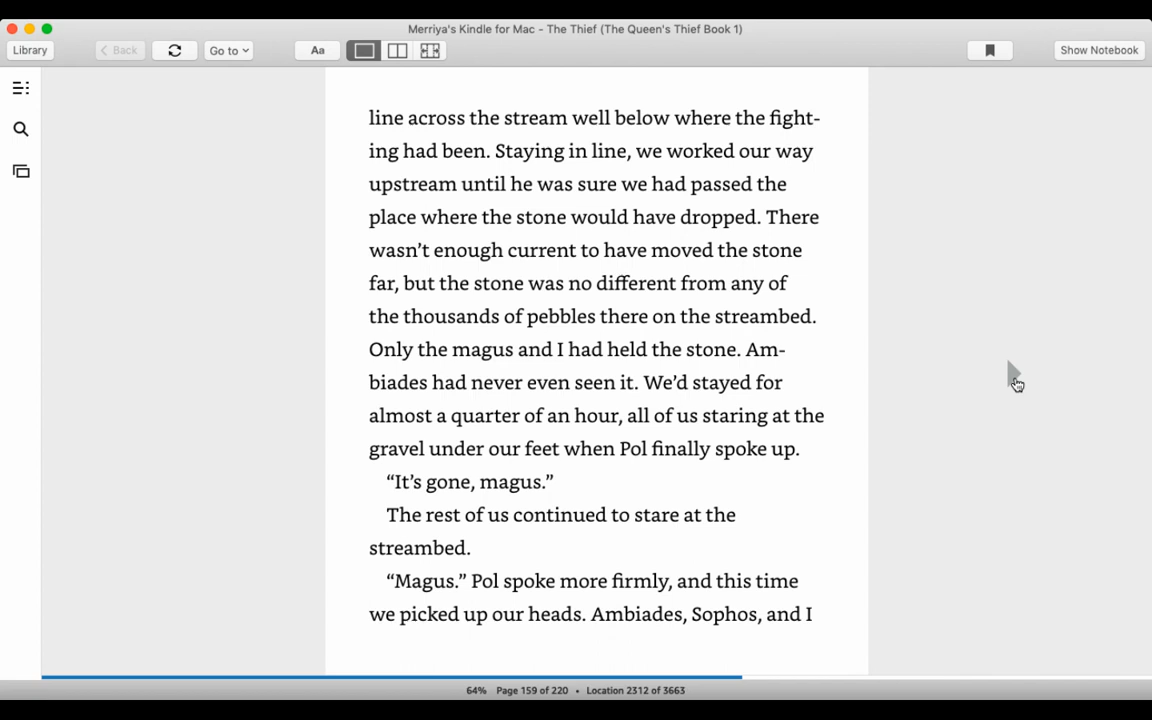 Merriya's Kindle for Mac - The Thief (The Queen's Thief Book 1)
Library
Back
Go to
Aa
Show Notebook
line across the stream well below where the fight-
ing had been. Staying in line, we worked our way
upstream until he was sure we had passed the
place where the stone would have dropped. There
wasn’t enough current to have moved the stone
far, but the stone was no different from any of
the thousands of pebbles there on the streambed.
Only the magus and I had held the stone. Am-
biades had never even seen it. We’d stayed for
almost a quarter of an hour, all of us staring at the
gravel under our feet when Pol finally spoke up.
“It’s gone, magus.”
The rest of us continued to stare at the
streambed.
“Magus.” Pol spoke more firmly, and this time
we picked up our heads. Ambiades, Sophos, and I
64% Page 159 of 220 • Location 2312 of 3663